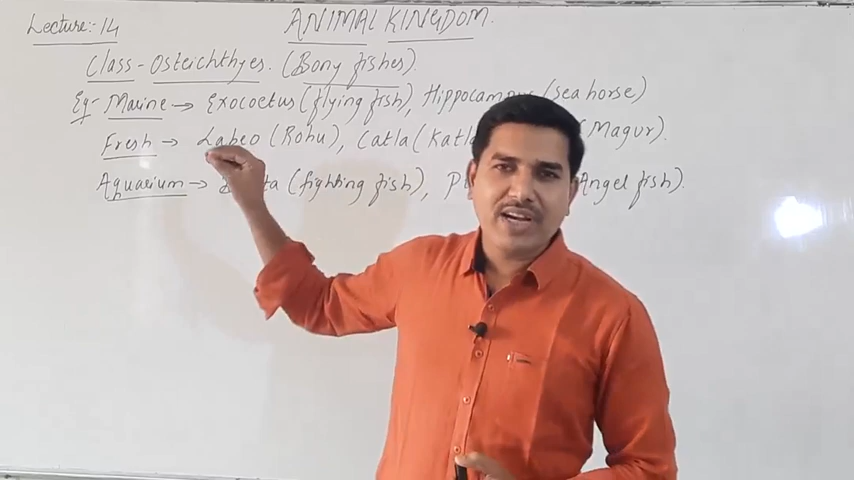 Lecture:- 14
ANIMAL KINGDOM.
Class- Osteichthyes. (Bony fishes).
Eg- Marine → Exocoetus (flying fish), Hippocampus (sea horse)
Fresh → Labeo (Rohu), Catla (Katla (Magur).
Aquarium → Betta (fighting fish), (Angel fish).